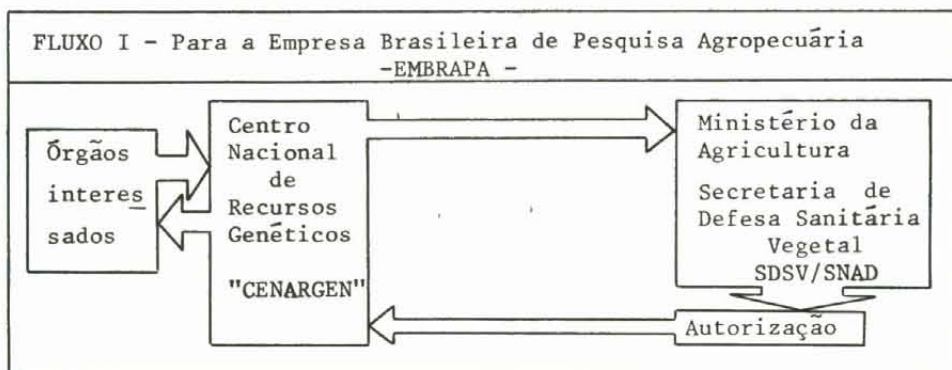 FLUXO I - Para a Empresa Brasileira de Pesquisa Agropecuária
-EMBRAPA -
Órgãos
interes
sados
Centro
Nacional
de
Recursos
Genéticos
"CENARGEN"
Ministério da
Agricultura
Secretaria de
Defesa Sanitária
Vegetal
SDSV/SNAD
Autorização